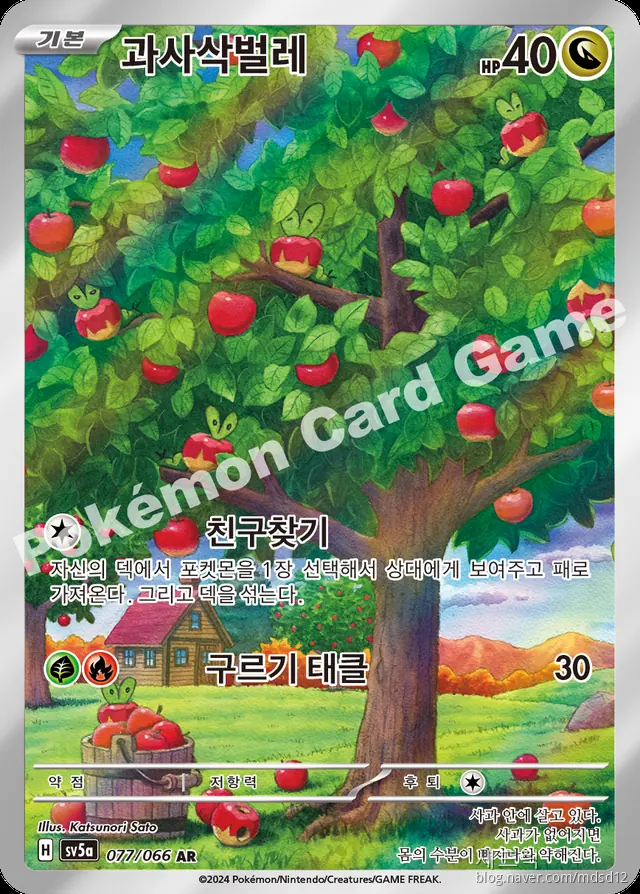 기본
과사삭벌레
HP 40
Pokémon Card Game
친구찾기
자신의 덱에서 포켓몬을 1장 선택해서 상대에게 보여주고 패로
가져온다. 그리고 덱을 섞는다.
구르기 태클 30
약점 저항력 후퇴
Illus. Katsunori Sato
사과 안에 살고 있다.
사과가 없어지면
몸의 수분이 빠져나와 약해진다.
H sv5a 077/066 AR
©2024 Pokémon/Nintendo/Creatures/GAME FREAK.
blog.naver.com/mdsd12